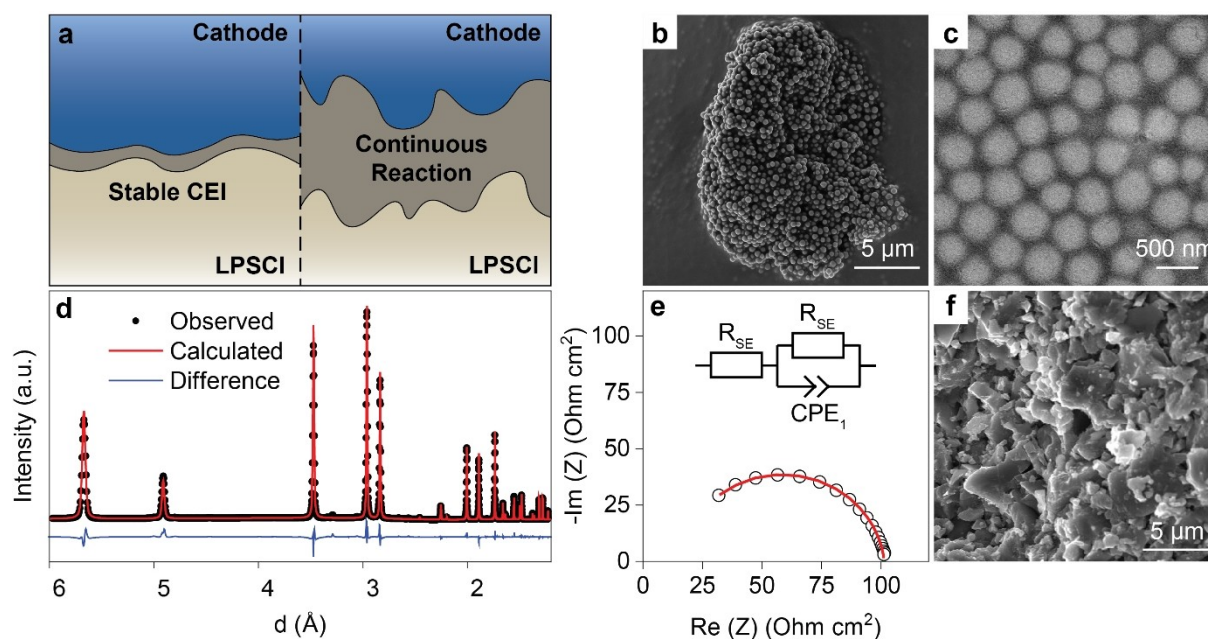 a
Cathode
Cathode
Continuous
Reaction
Stable CEI
LPSCl
LPSCl
b
5 µm
c
500 nm
d
Observed
Calculated
Difference
Intensity (a.u.)
6 5 4 3 2
d (Å)
e
R_SE
R_SE
CPE_1
-Im (Z) (Ohm cm²)
100
75
50
25
0
0 25 50 75 100
Re (Z) (Ohm cm²)
f
5 µm